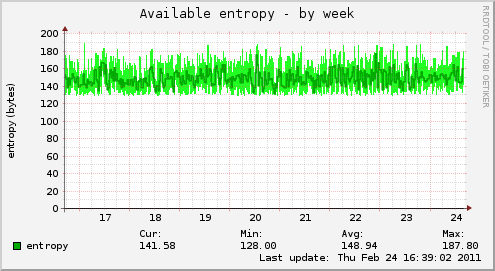 Available entropy - by week
RRDTOOL / TOBI OETIKER
entropy (bytes)
200
180
160
140
120
100
80
60
40
20
0
17 18 19 20 21 22 23 24
Cur: Min: Avg: Max:
entropy 141.58 128.00 148.94 187.80
Last update: Thu Feb 24 16:39:02 2011